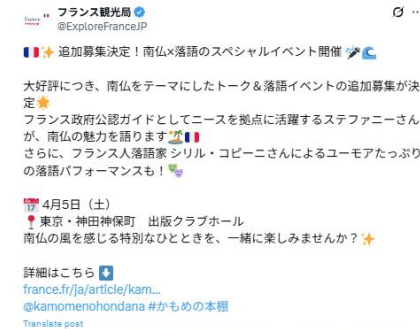 フランス観光局
@ExploreFranceJP
追加募集決定！南仏×落語のスペシャルイベント開催
大好評につき、南仏をテーマにしたトーク＆落語イベントの追加募集が決
定
フランス政府公認ガイドとしてニースを拠点に活躍するステファニーさん
が、南仏の魅力を語ります
さらに、フランス人落語家 シリル・コピーニさんによるユーモアたっぷり
の落語パフォーマンスも！
4月5日（土）
東京・神田神保町　出版クラブホール
南仏の風を感じる特別なひとときを、一緒に楽しみませんか？
詳細はこちら
france.fr/ja/article/kam...
@kamomenohondana #かもめの本棚
Translate post